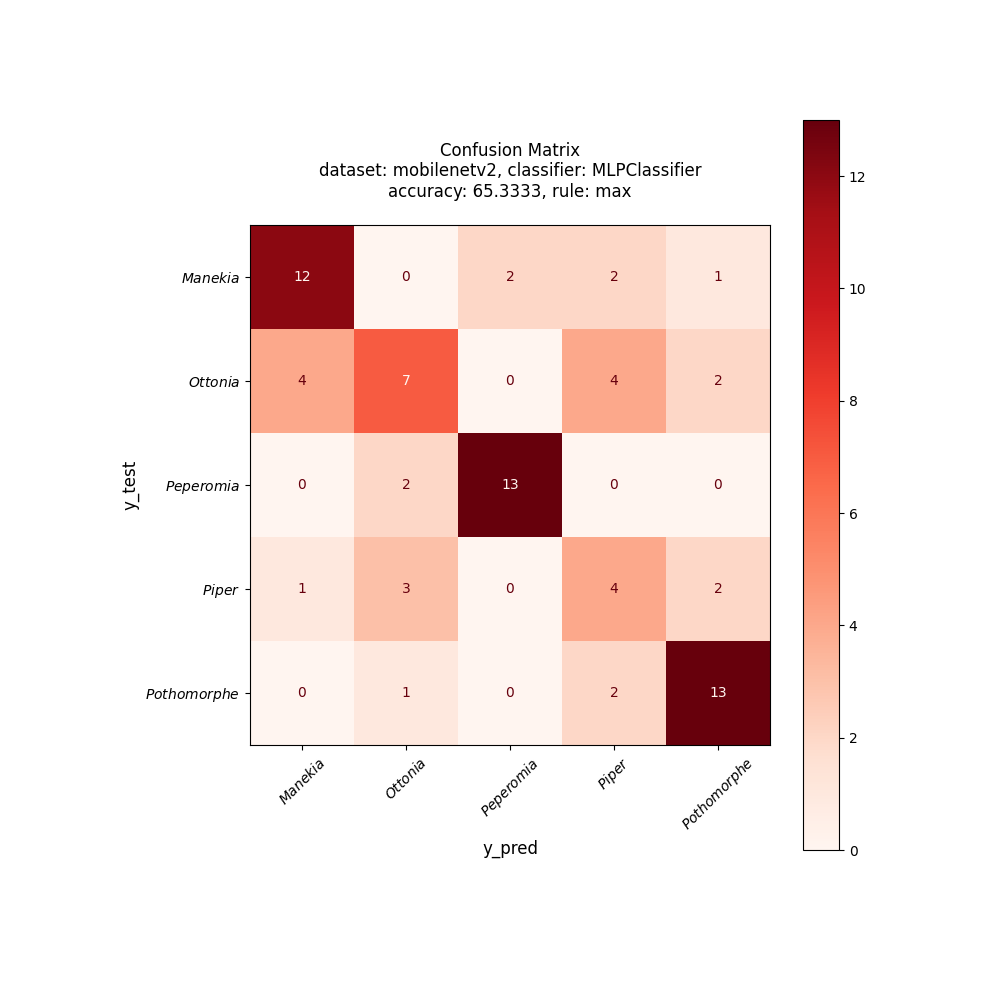 Confusion Matrix
dataset: mobilenetv2, classifier: MLPClassifier
accuracy: 65.3333, rule: max
Manekia 12 0 2 2 1
Ottonia 4 7 0 4 2
Peperomia 0 2 13 0 0
Piper 1 3 0 4 2
Pothomorphe 0 1 0 2 13
y_test
Manekia Ottonia Peperomia Piper Pothomorphe
y_pred
12
10
8
6
4
2
0